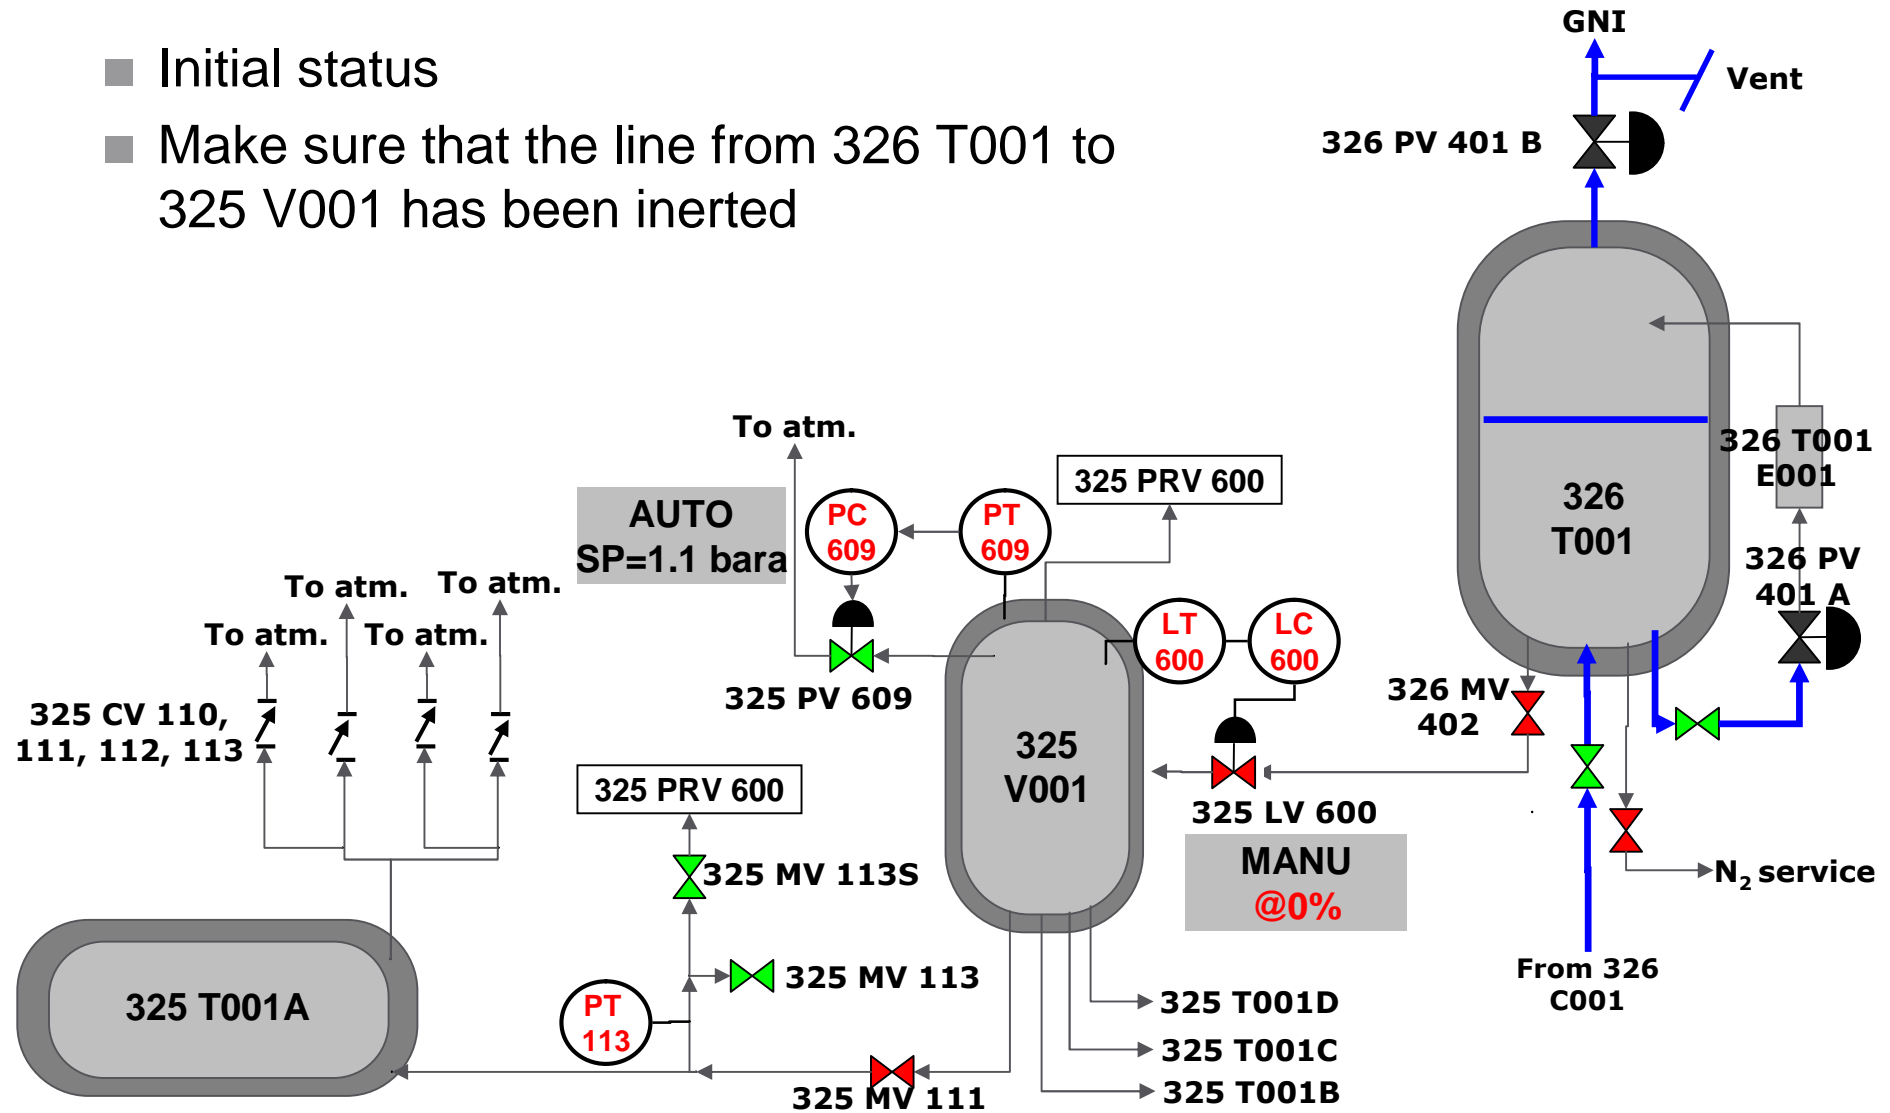 Initial status
Make sure that the line from 326 T001 to
325 V001 has been inerted
GNI
Vent
326 PV 401 B
To atm.
325 PRV 600
AUTO
SP=1.1 bara
PC
609
PT
609
326 T001
E001
326
T001
326 PV
401 A
To atm.
To atm.
To atm.
To atm.
LT
600
LC
600
325 PV 609
326 MV
402
325 CV 110,
111, 112, 113
325
V001
325 PRV 600
325 LV 600
MANU
@0%
325 MV 113S
N2 service
325 MV 113
From 326
C001
325 T001A
PT
113
325 T001D
325 T001C
325 T001B
325 MV 111